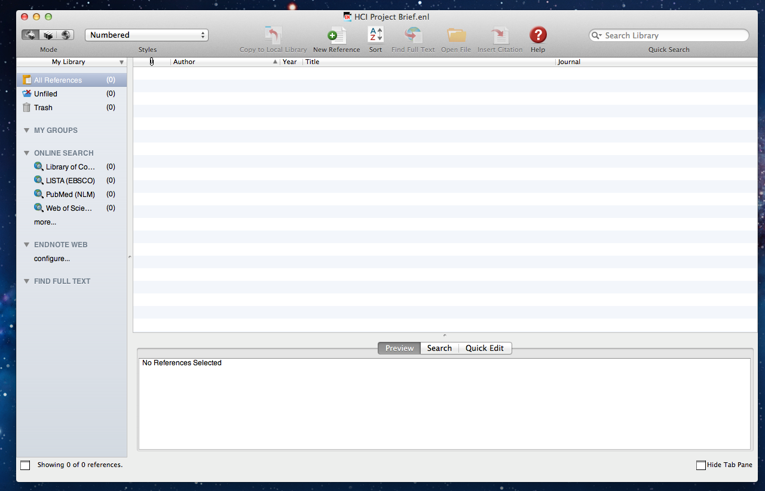 HCI Project Brief.enl
Numbered
Search Library
Mode
Styles
Copy to Local Library
New Reference
Sort
Find Full Text
Open File
Insert Citation
Help
Quick Search
My Library
Author
Year
Title
Journal
All References (0)
Unfiled (0)
Trash (0)
MY GROUPS
ONLINE SEARCH
Library of Co... (0)
LISTA (EBSCO) (0)
PubMed (NLM) (0)
Web of Scie... (0)
more...
ENDNOTE WEB
configure...
FIND FULL TEXT
Preview
Search
Quick Edit
No References Selected
Showing 0 of 0 references.
Hide Tab Pane